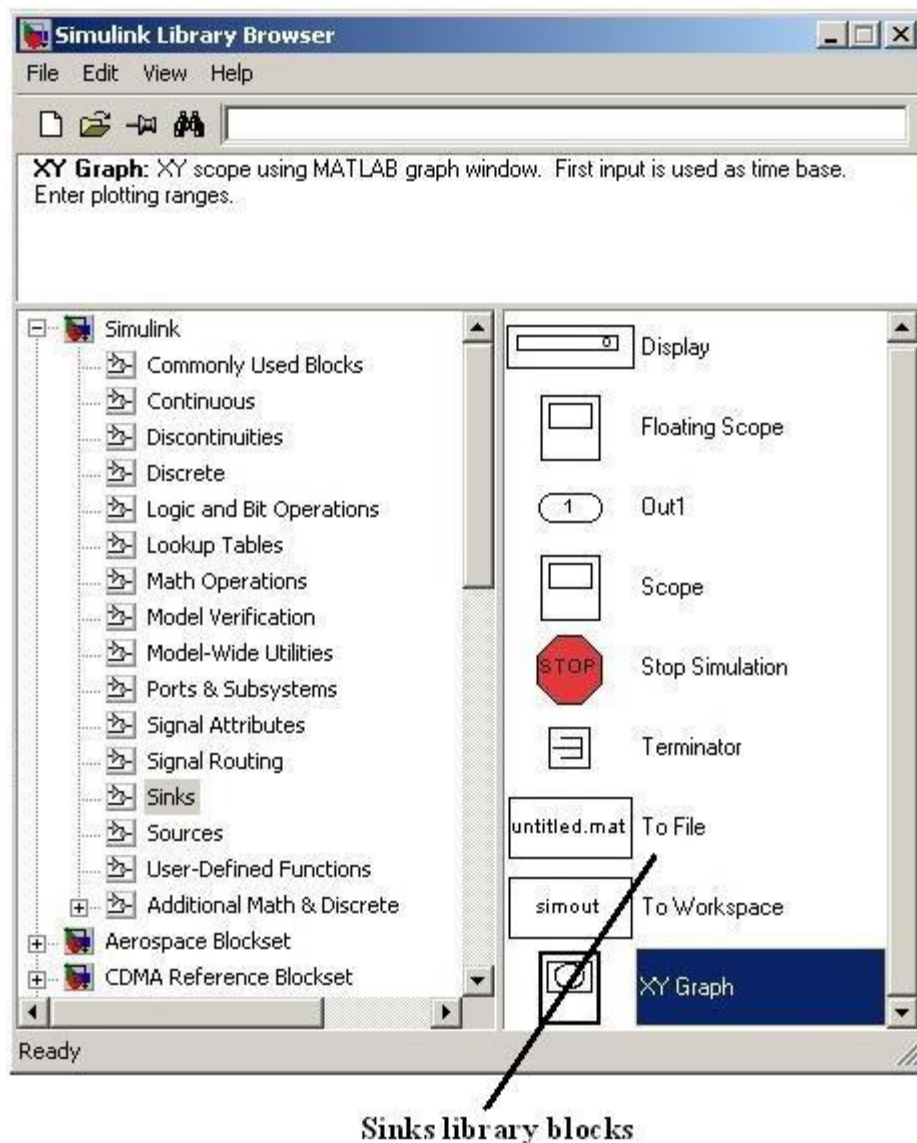 Simulink Library Browser
File Edit View Help
XY Graph: XY scope using MATLAB graph window. First input is used as time base.
Enter plotting ranges.
Simulink
Commonly Used Blocks
Continuous
Discontinuities
Discrete
Logic and Bit Operations
Lookup Tables
Math Operations
Model Verification
Model-Wide Utilities
Ports & Subsystems
Signal Attributes
Signal Routing
Sinks
Sources
User-Defined Functions
Additional Math & Discrete
Aerospace Blockset
CDMA Reference Blockset
0 Display
Floating Scope
1 Out1
Scope
STOP Stop Simulation
Terminator
untitled.mat To File
simout To Workspace
XY Graph
Ready
Sinks library blocks